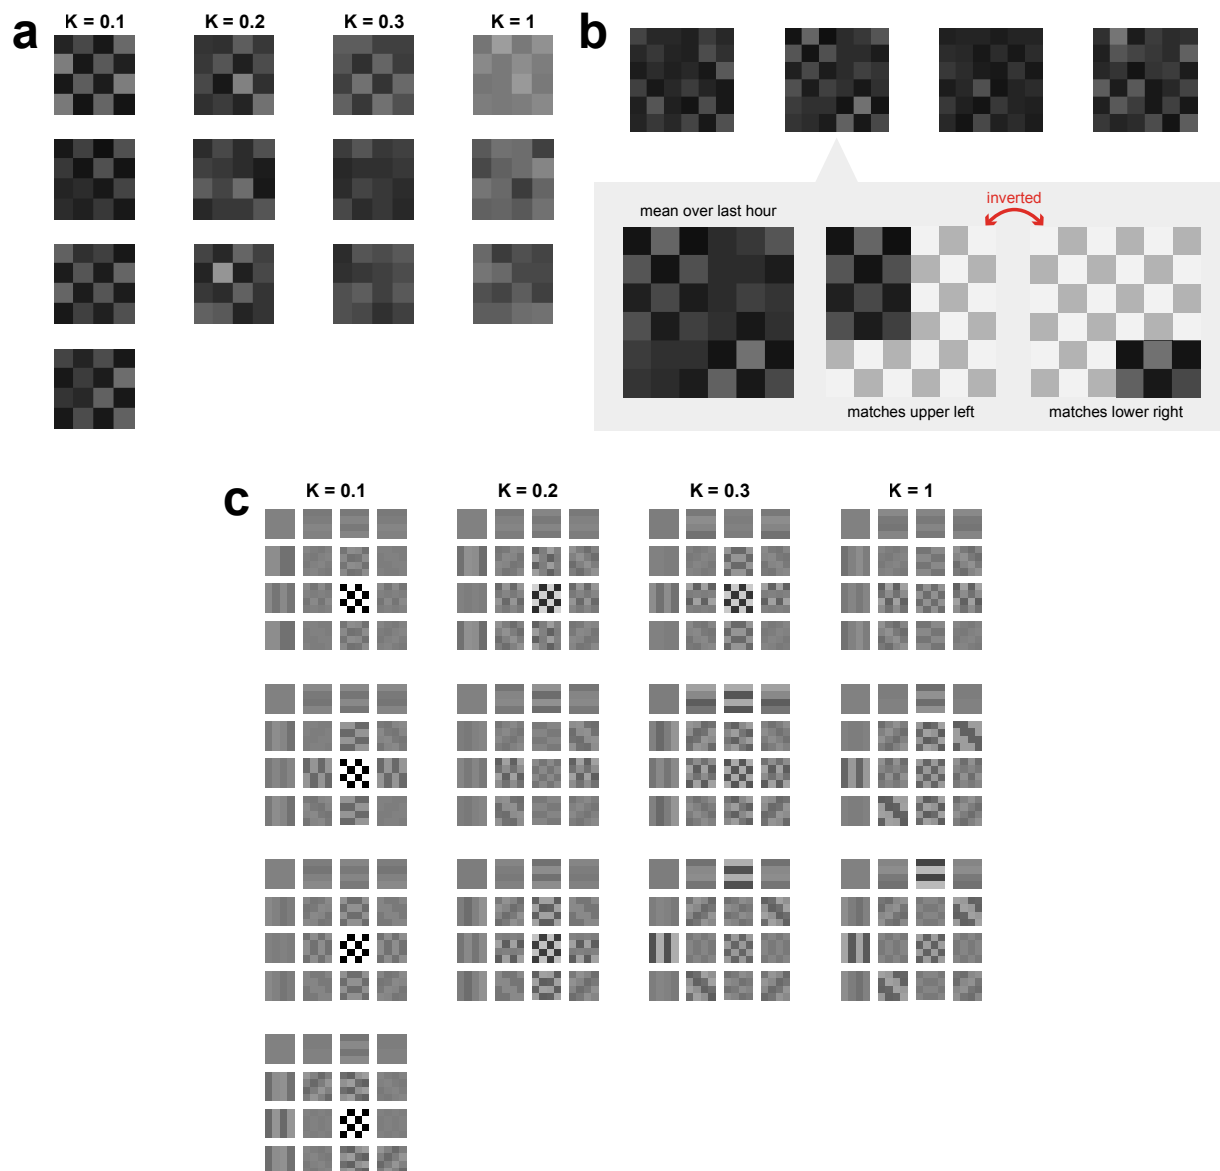 a
K = 0.1 K = 0.2 K = 0.3 K = 1
b
inverted
mean over last hour
matches upper left
matches lower right
c
K = 0.1 K = 0.2 K = 0.3 K = 1